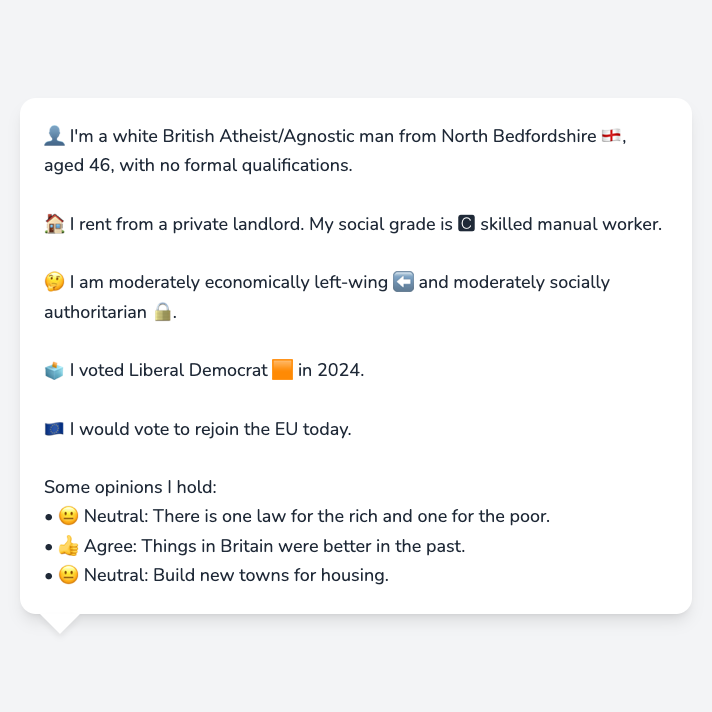 👤 I'm a white British Atheist/Agnostic man from North Bedfordshire 🏴󠁧󠁢󠁥󠁮󠁧󠁿,
aged 46, with no formal qualifications.
🏠 I rent from a private landlord. My social grade is 🅲 skilled manual worker.
🤔 I am moderately economically left-wing ⬅️ and moderately socially
authoritarian 🔒.
🗳️ I voted Liberal Democrat 🟧 in 2024.
🇪🇺 I would vote to rejoin the EU today.
Some opinions I hold:
• 😐 Neutral: There is one law for the rich and one for the poor.
• 👍 Agree: Things in Britain were better in the past.
• 😐 Neutral: Build new towns for housing.